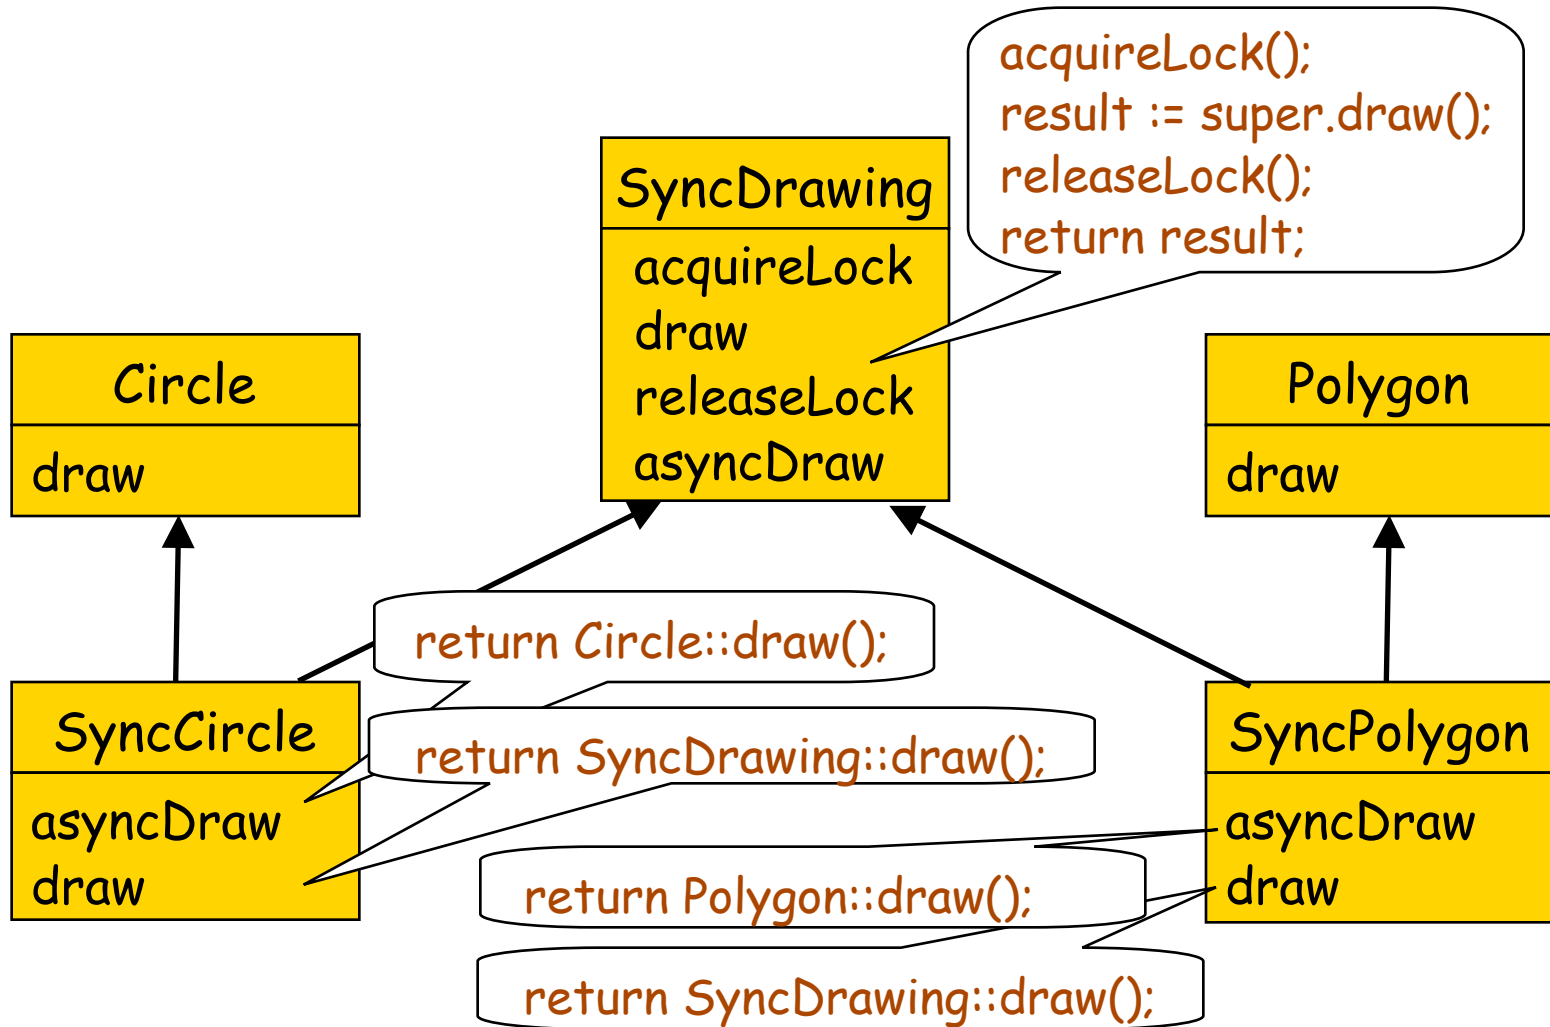 acquireLock();
result := super.draw();
releaseLock();
return result;
SyncDrawing
acquireLock
draw
releaseLock
asyncDraw
Circle
draw
Polygon
draw
return Circle::draw();
SyncCircle
asyncDraw
draw
return SyncDrawing::draw();
SyncPolygon
asyncDraw
draw
return Polygon::draw();
return SyncDrawing::draw();